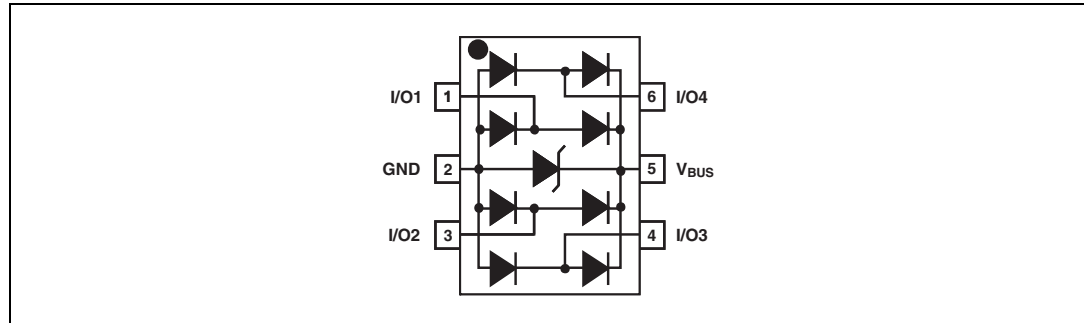 I/O1 1
6 I/O4
GND 2
5 VBUS
I/O2 3
4 I/O3